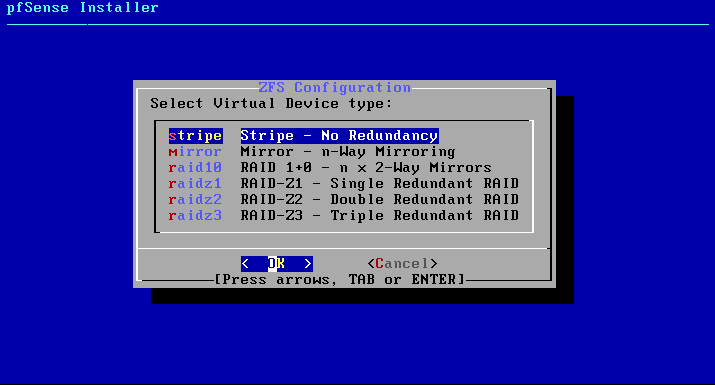 pfSense Installer
ZFS Configuration
Select Virtual Device type:
stripe Stripe - No Redundancy
mirror Mirror - n-Way Mirroring
raid10 RAID 1+0 - n x 2-Way Mirrors
raidz1 RAID-Z1 - Single Redundant RAID
raidz2 RAID-Z2 - Double Redundant RAID
raidz3 RAID-Z3 - Triple Redundant RAID
< OK > <Cancel>
[Press arrows, TAB or ENTER]